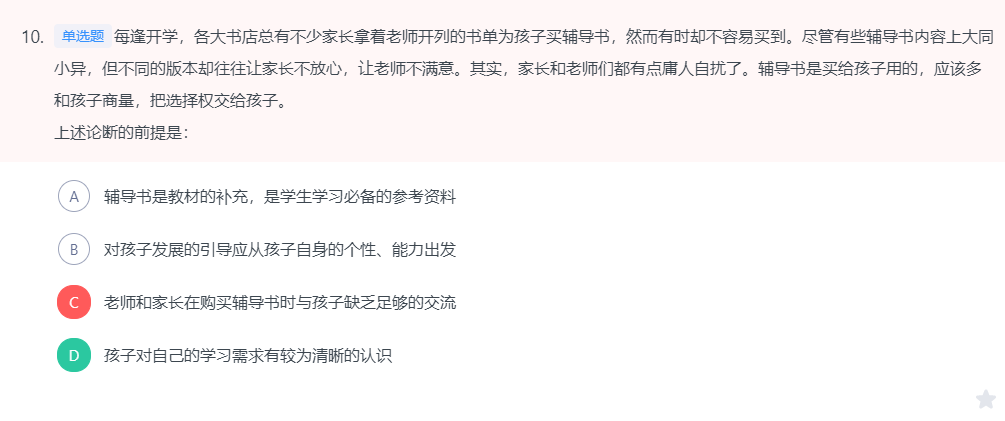 10. 单选题 每逢开学，各大书店总有不少家长拿着老师开列的书单为孩子买辅导书，然而有时却不容易买到。尽管有些辅导书内容上大同
小异，但不同的版本却往往让家长不放心，让老师不满意。其实，家长和老师们都有点庸人自扰了。辅导书是买给孩子用的，应该多
和孩子商量，把选择权交给孩子。
上述论断的前提是：
A 辅导书是教材的补充，是学生学习必备的参考资料
B 对孩子发展的引导应从孩子自身的个性、能力出发
C 老师和家长在购买辅导书时与孩子缺乏足够的交流
D 孩子对自己的学习需求有较为清晰的认识